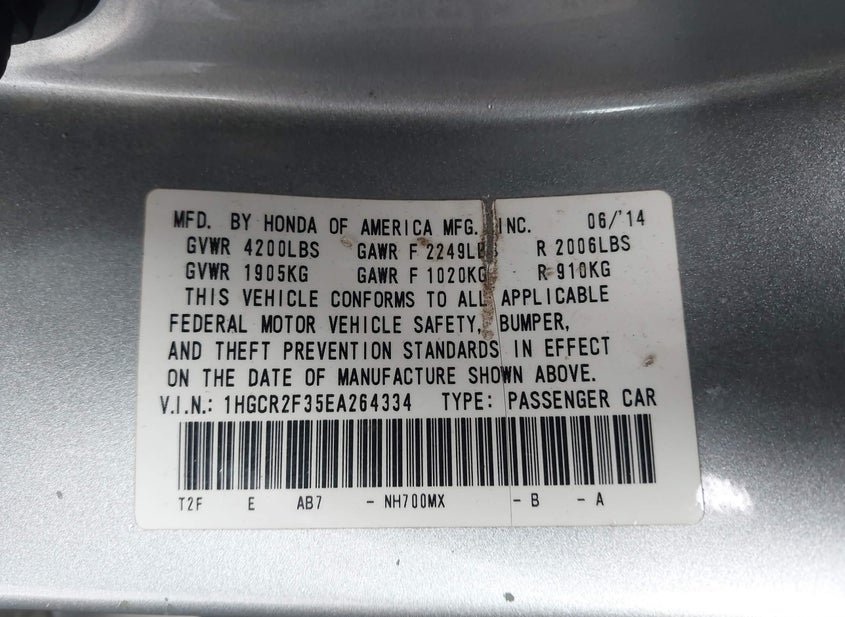 MFD. BY HONDA OF AMERICA MFG. INC. 06/'14
GVWR 4200LBS GAWR F 2249LBS R 2006LBS
GVWR 1905KG GAWR F 1020KG R 910KG
THIS VEHICLE CONFORMS TO ALL APPLICABLE
FEDERAL MOTOR VEHICLE SAFETY, BUMPER,
AND THEFT PREVENTION STANDARDS IN EFFECT
ON THE DATE OF MANUFACTURE SHOWN ABOVE.
V.I.N.: 1HGCR2F35EA264334 TYPE: PASSENGER CAR
T2F E AB7 - NH700MX - B - A